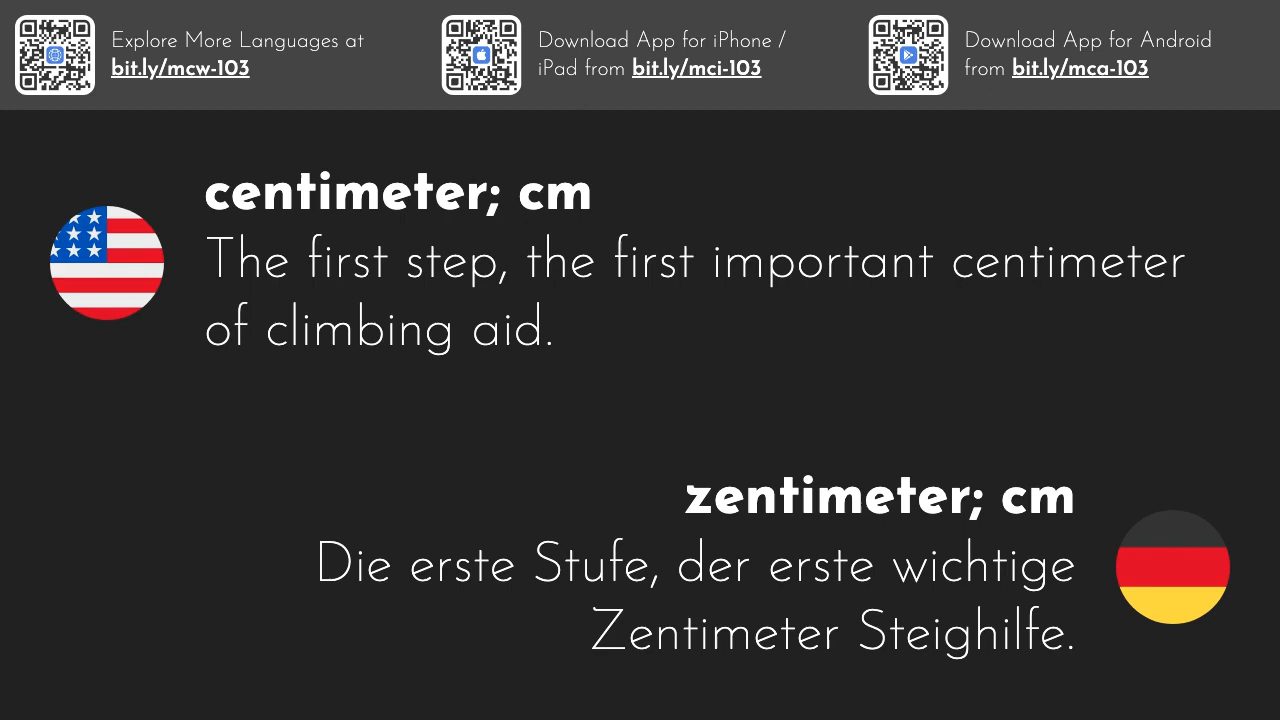 Explore More Languages at
bit.ly/mcw-103
Download App for iPhone /
iPad from bit.ly/mci-103
Download App for Android
from bit.ly/mca-103
centimeter; cm
The first step, the first important centimeter
of climbing aid.
zentimeter; cm
Die erste Stufe, der erste wichtige
Zentimeter Steighilfe.